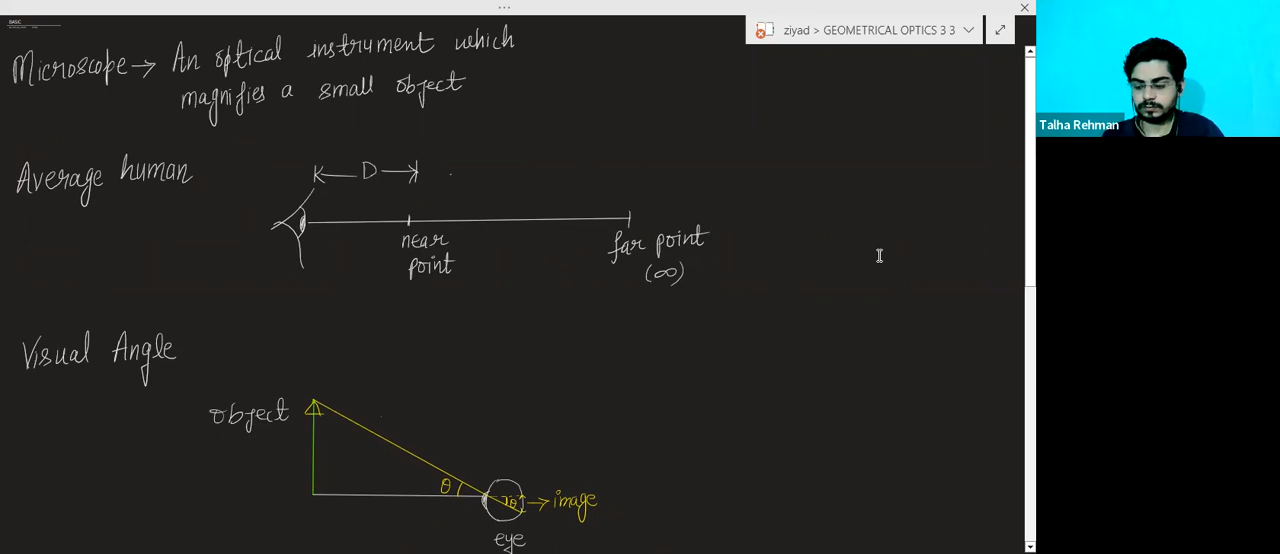 BASIC
ziyad > GEOMETRICAL OPTICS 3 3
Microscope → An optical instrument which
magnifies a small object
Talha Rehman
Average human
D
near
point
far point
(∞)
Visual Angle
object
θ
θ
→ image
eye